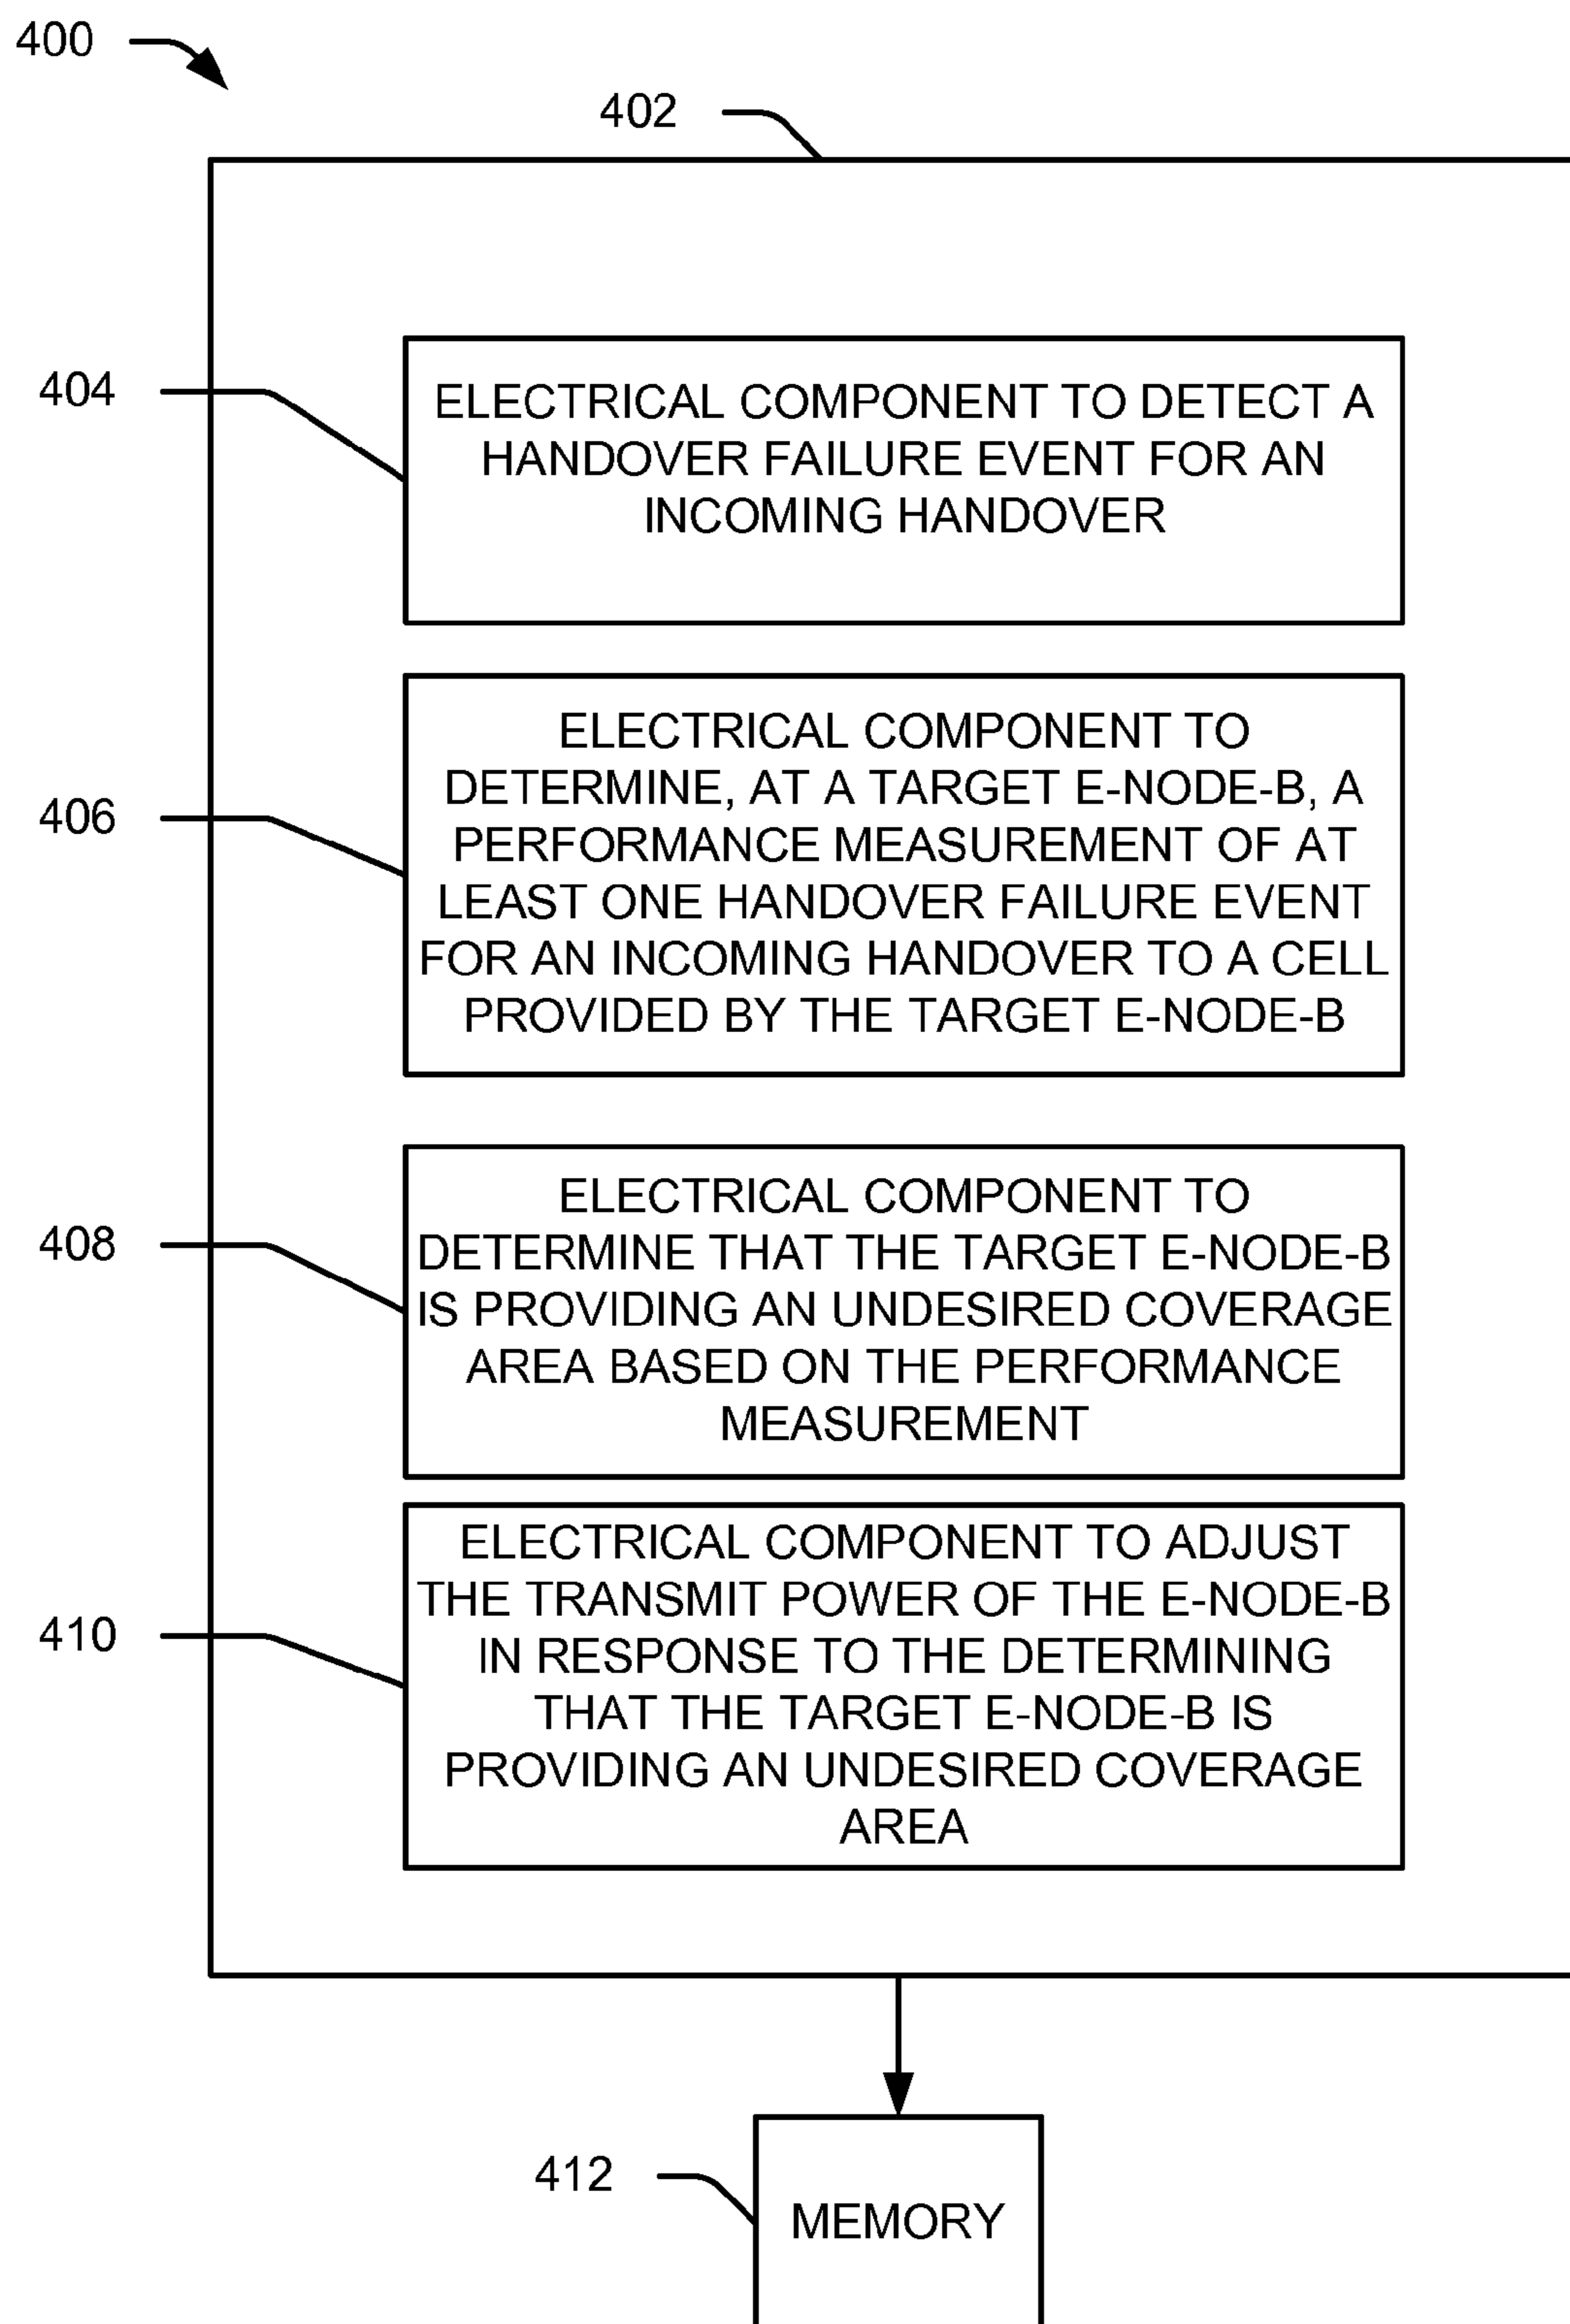 400
402
404
ELECTRICAL COMPONENT TO DETECT A
HANDOVER FAILURE EVENT FOR AN
INCOMING HANDOVER
406
ELECTRICAL COMPONENT TO
DETERMINE, AT A TARGET E-NODE-B, A
PERFORMANCE MEASUREMENT OF AT
LEAST ONE HANDOVER FAILURE EVENT
FOR AN INCOMING HANDOVER TO A CELL
PROVIDED BY THE TARGET E-NODE-B
408
ELECTRICAL COMPONENT TO
DETERMINE THAT THE TARGET E-NODE-B
IS PROVIDING AN UNDESIRED COVERAGE
AREA BASED ON THE PERFORMANCE
MEASUREMENT
410
ELECTRICAL COMPONENT TO ADJUST
THE TRANSMIT POWER OF THE E-NODE-B
IN RESPONSE TO THE DETERMINING
THAT THE TARGET E-NODE-B IS
PROVIDING AN UNDESIRED COVERAGE
AREA
412
MEMORY